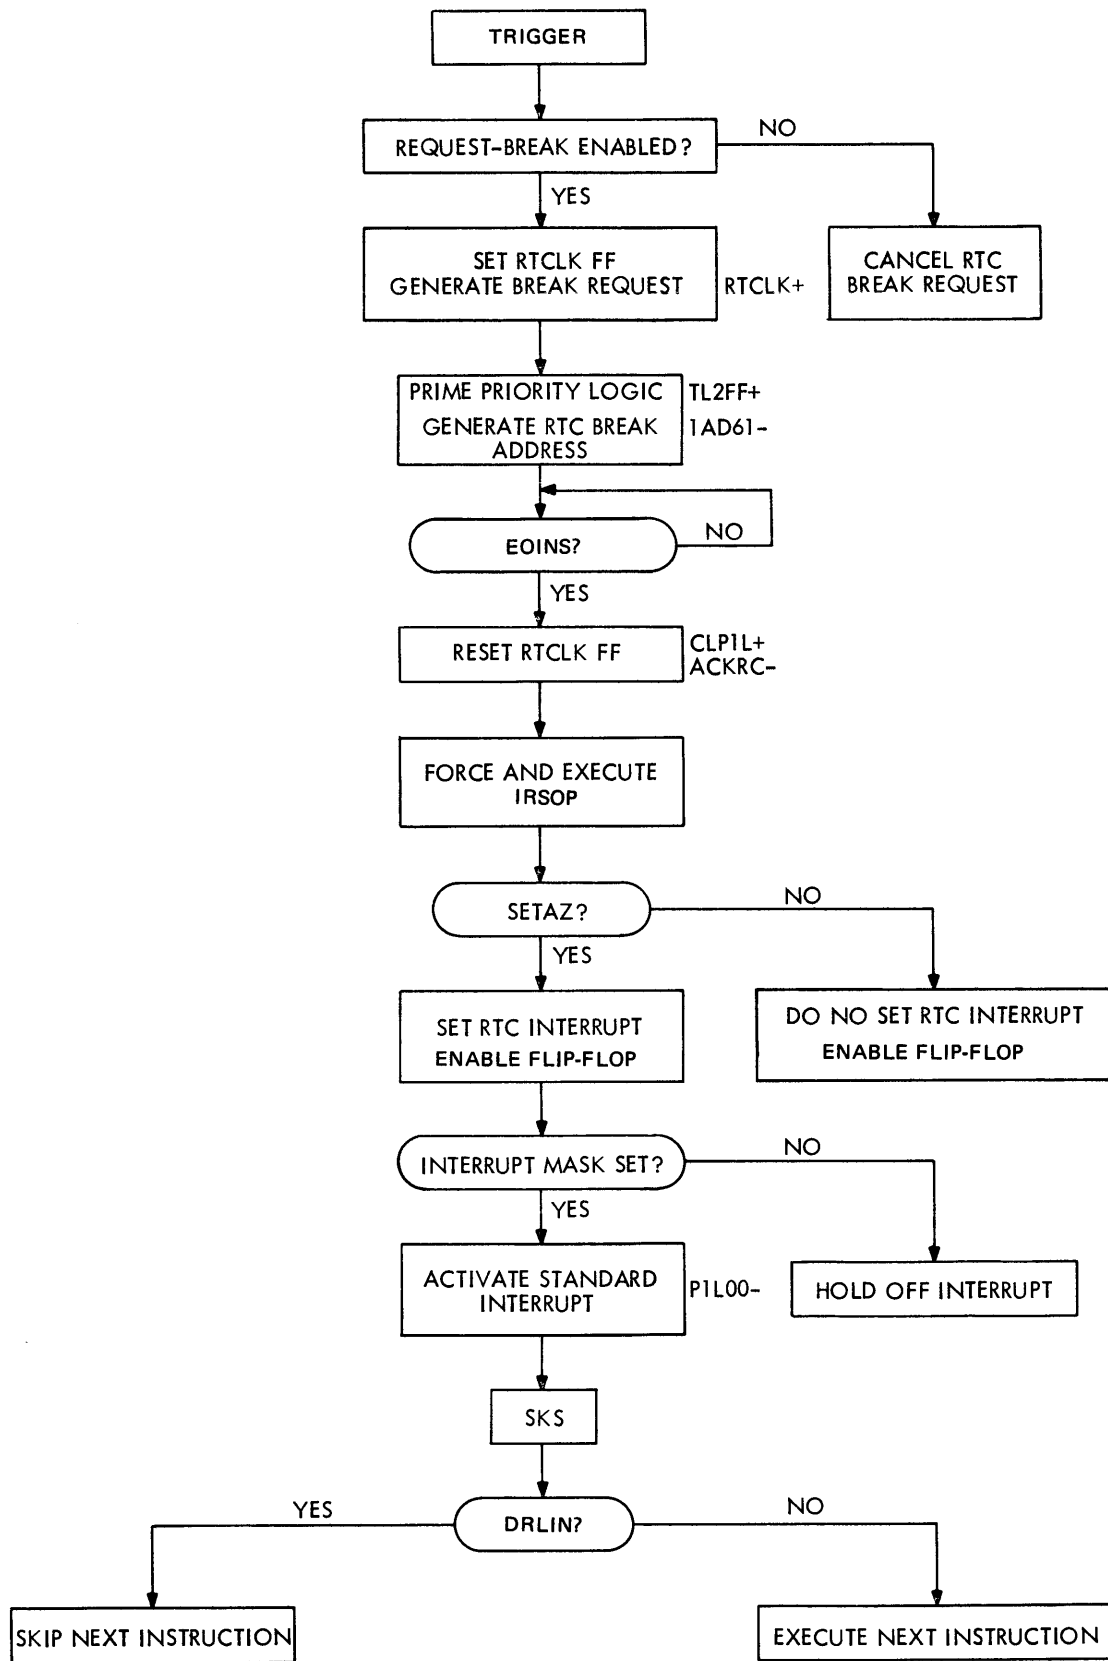 TRIGGER
REQUEST-BREAK ENABLED?
NO
YES
SET RTCLK FF
GENERATE BREAK REQUEST
RTCLK+
CANCEL RTC
BREAK REQUEST
PRIME PRIORITY LOGIC
TL2FF+
GENERATE RTC BREAK
1AD61-
ADDRESS
EOINS?
NO
YES
RESET RTCLK FF
CLP1L+
ACKRC-
FORCE AND EXECUTE
IRSOP
SETAZ?
NO
YES
SET RTC INTERRUPT
ENABLE FLIP-FLOP
DO NO SET RTC INTERRUPT
ENABLE FLIP-FLOP
INTERRUPT MASK SET?
NO
YES
ACTIVATE STANDARD
INTERRUPT
P1L00-
HOLD OFF INTERRUPT
SKS
DRLIN?
YES
NO
SKIP NEXT INSTRUCTION
EXECUTE NEXT INSTRUCTION